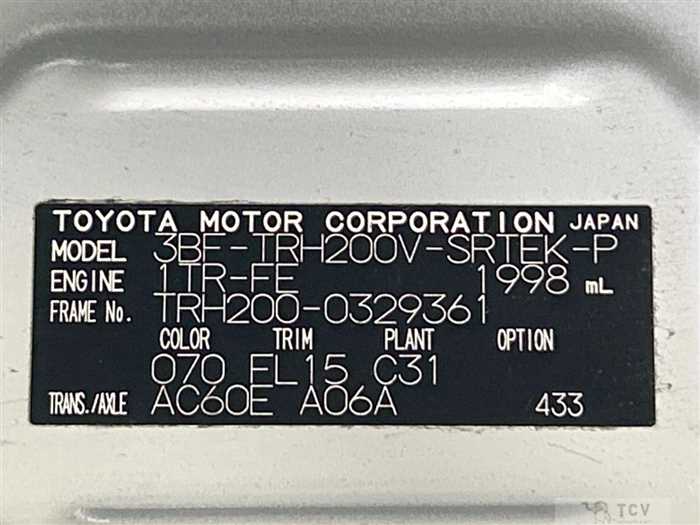 TOYOTA MOTOR CORPORATION JAPAN
MODEL 3BF-TRH200V-SRTEK-P
ENGINE 1TR-FE 1998 mL
FRAME No. TRH200-0329361
COLOR TRIM PLANT OPTION
070 FL15 C31
TRANS./AXLE AC60E A06A 433
TCV